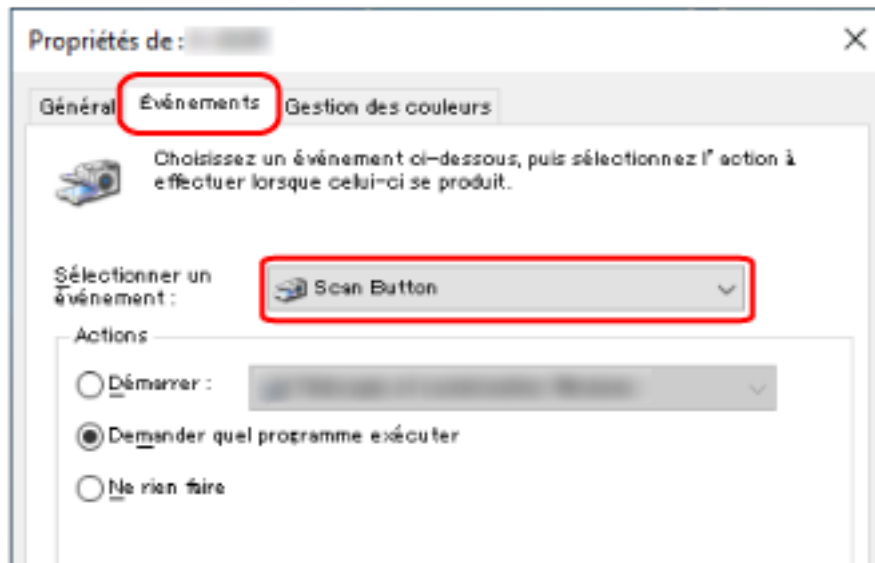 Propriétés de :
Général Événements Gestion des couleurs
Choisissez un événement ci-dessous, puis sélectionnez l'action à
effectuer lorsque celui-ci se produit.
Sélectionner un
événement :
Scan Button
Actions
Démarrer :
Demander quel programme exécuter
Ne rien faire